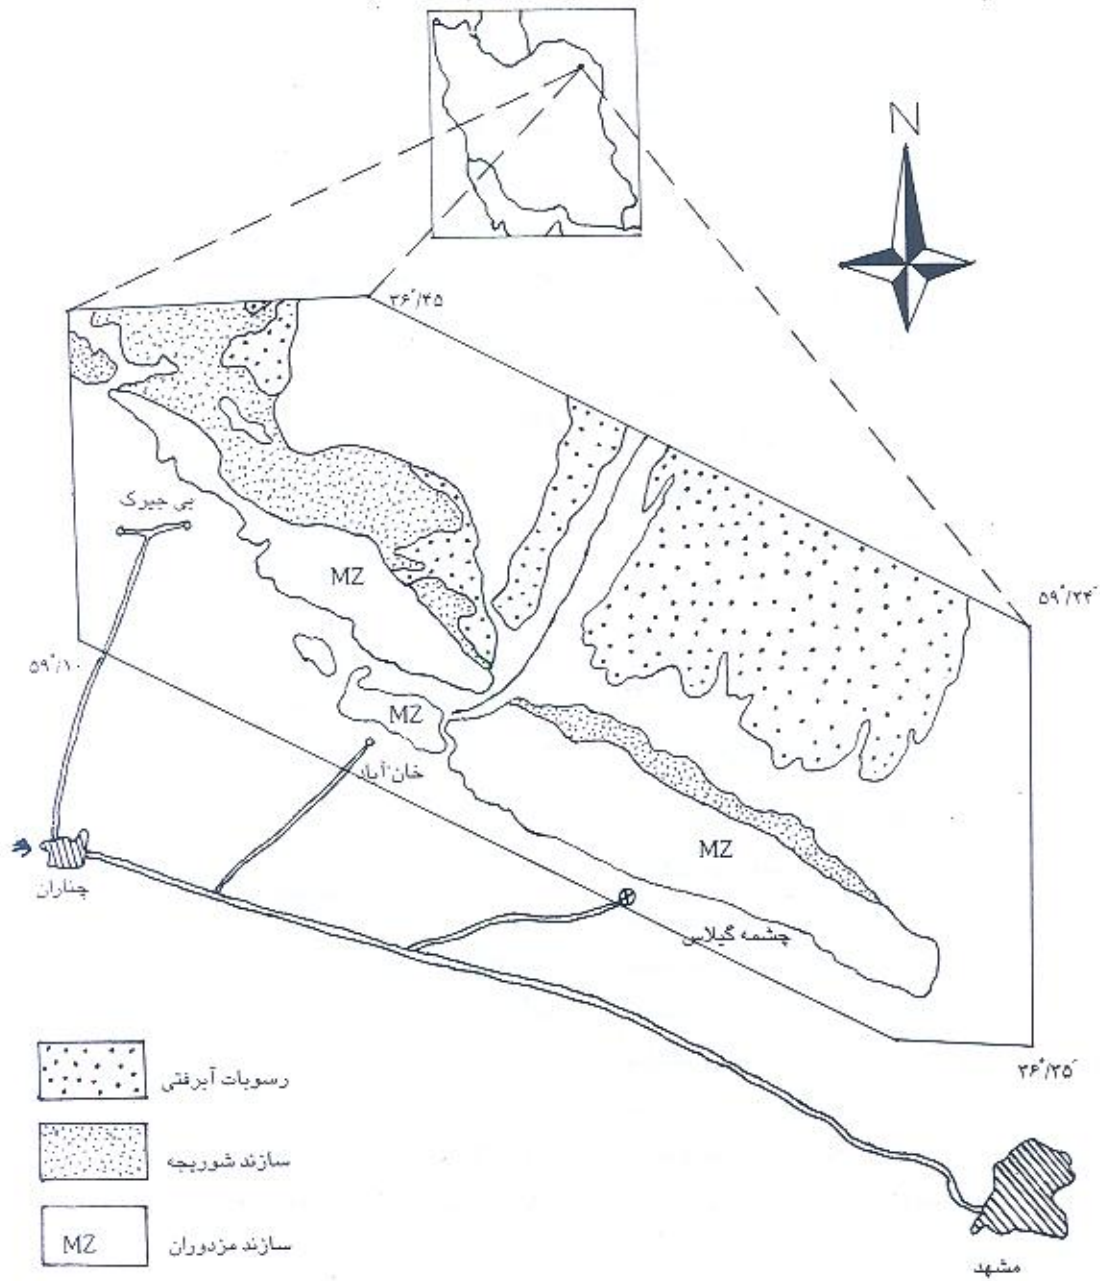 N
۳۶°/۴۵
بی جیرک
MZ
۵۹°/۲۴´
۵۹°/۱۰
MZ
خان آباد
MZ
چناران
چشمه گیلاس
۳۶°/۳۵´
رسوبات آبرفتی
سازند شوریجه
MZ
سازند مزدوران
مشهد